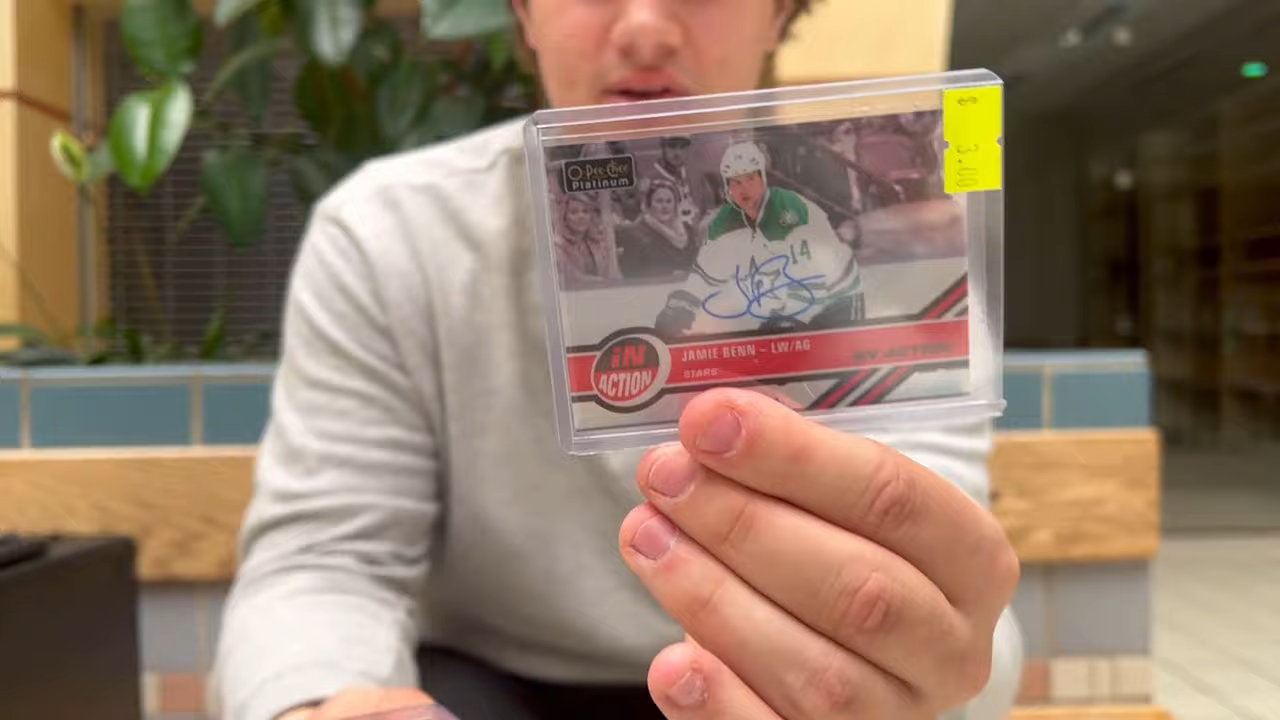 O-Pee-Chee
Platinum
14
IN
ACTION
JAMIE BENN - LW/AG
STARS
IN ACTION
3.00